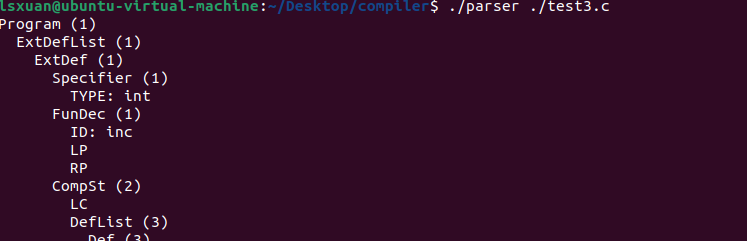 lsxuan@ubuntu-virtual-machine:~/Desktop/compiler$ ./parser ./test3.c
Program (1)
  ExtDefList (1)
    ExtDef (1)
      Specifier (1)
        TYPE: int
      FunDec (1)
        ID: inc
        LP
        RP
      CompSt (2)
        LC
        DefList (3)
          Def (3)